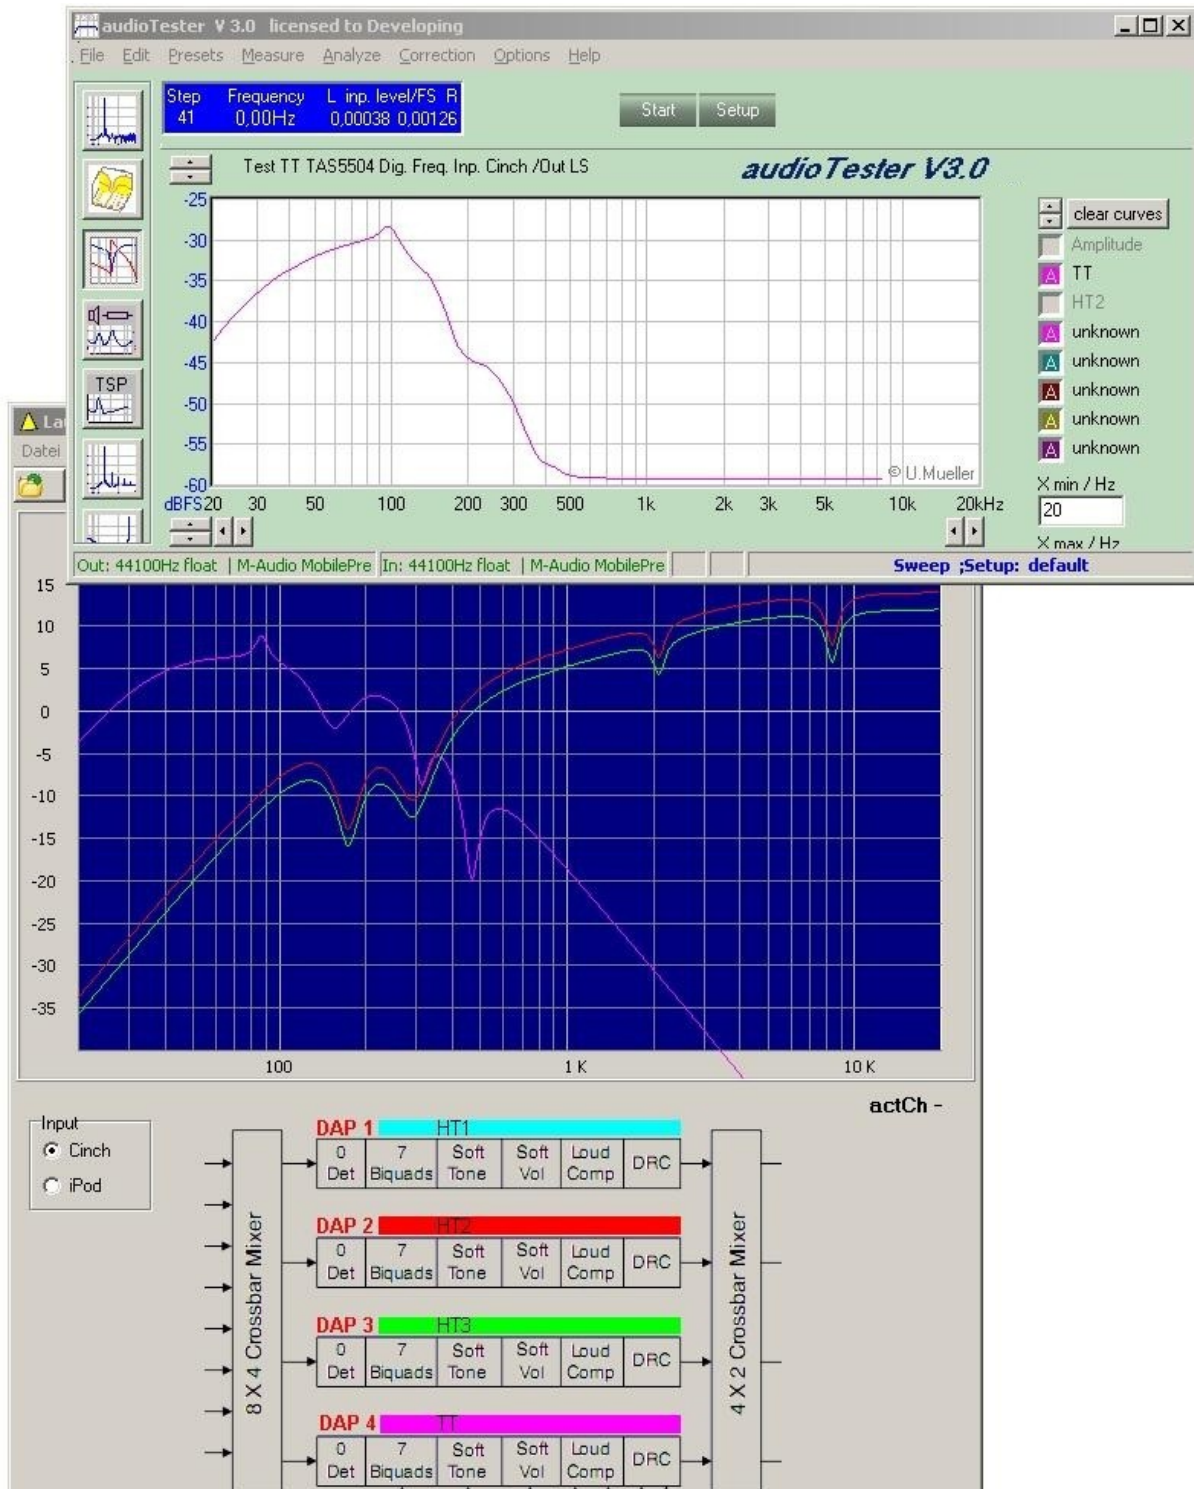 audioTester V 3.0 licensed to Developing
File Edit Presets Measure Analyze Correction Options Help
Step Frequency L inp. level/FS R
41 0,00Hz 0,00038 0,00126
Start Setup
Test TT TAS5504 Dig. Freq. Inp. Cinch /Out LS
audioTester V3.0
-25
-30
-35
-40
-45
-50
-55
-60
© U.Mueller
dBFS 20 30 50 100 200 300 500 1k 2k 3k 5k 10k 20kHz
clear curves
Amplitude
A TT
HT2
A unknown
A unknown
A unknown
A unknown
A unknown
X min / Hz
20
X max / Hz
TSP
Out: 44100Hz float | M-Audio MobilePre In: 44100Hz float | M-Audio MobilePre Sweep ;Setup: default
Datei
15
10
5
0
-5
-10
-15
-20
-25
-30
-35
100 1 K 10 K
actCh -
Input
Cinch
iPod
8 X 4 Crossbar Mixer
DAP 1 HT1
0 Det 7 Biquads Soft Tone Soft Vol Loud Comp DRC
DAP 2 HT2
0 Det 7 Biquads Soft Tone Soft Vol Loud Comp DRC
DAP 3 HT3
0 Det 7 Biquads Soft Tone Soft Vol Loud Comp DRC
DAP 4 TT
0 Det 7 Biquads Soft Tone Soft Vol Loud Comp DRC
4 X 2 Crossbar Mixer